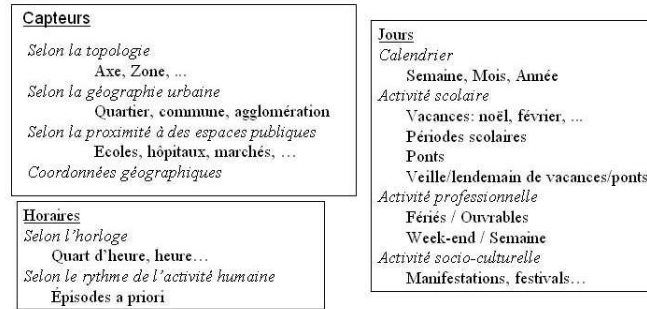 Capteurs
Selon la topologie
Axe, Zone, ...
Selon la géographie urbaine
Quartier, commune, agglomération
Selon la proximité à des espaces publiques
Ecoles, hôpitaux, marchés, …
Coordonnées géographiques
Horaires
Selon l'horloge
Quart d'heure, heure…
Selon le rythme de l'activité humaine
Épisodes a priori
Jours
Calendrier
Semaine, Mois, Année
Activité scolaire
Vacances: noël, février, ...
Périodes scolaires
Ponts
Veille/lendemain de vacances/ponts
Activité professionnelle
Fériés / Ouvrables
Week-end / Semaine
Activité socio-culturelle
Manifestations, festivals…